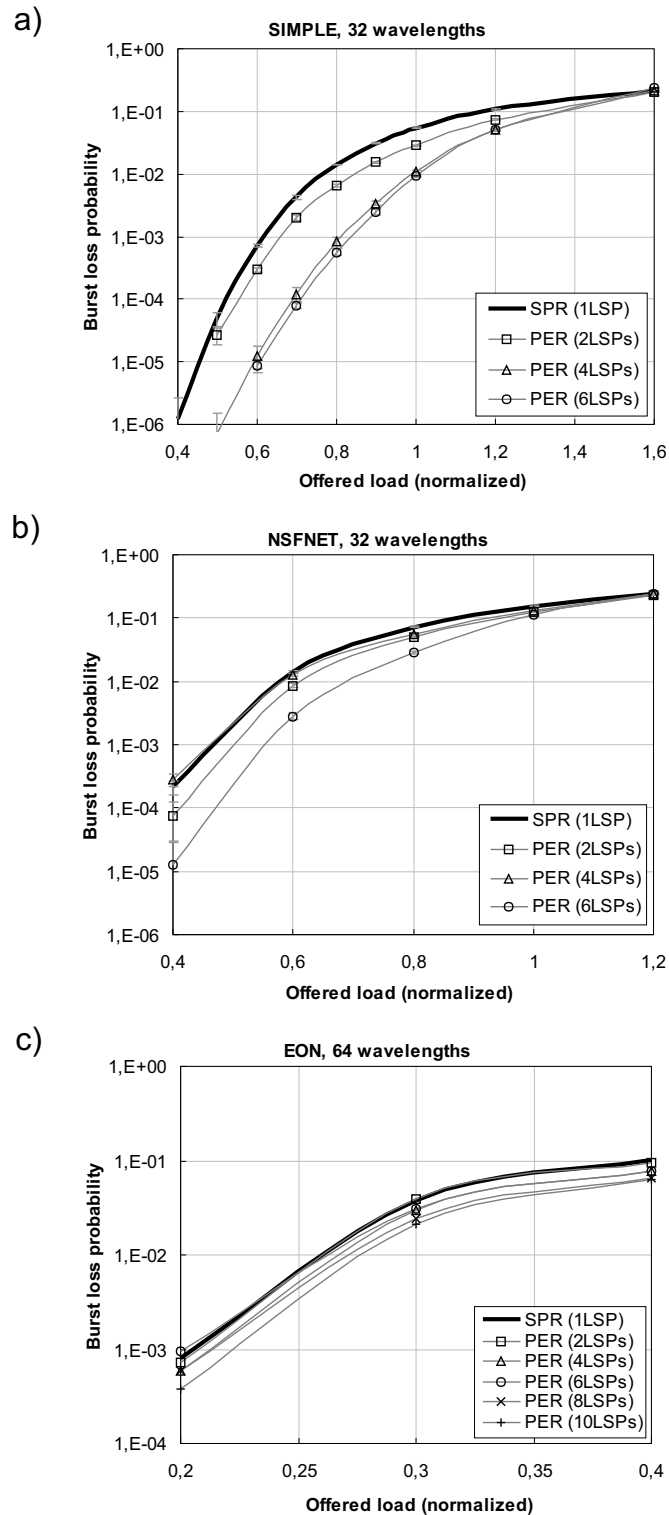 a)
SIMPLE, 32 wavelengths
1,E+00
1,E-01
1,E-02
1,E-03
1,E-04
1,E-05
1,E-06
Burst loss probability
SPR (1LSP)
PER (2LSPs)
PER (4LSPs)
PER (6LSPs)
0,4 0,6 0,8 1 1,2 1,4 1,6
Offered load (normalized)
b)
NSFNET, 32 wavelengths
1,E+00
1,E-01
1,E-02
1,E-03
1,E-04
1,E-05
1,E-06
Burst loss probability
SPR (1LSP)
PER (2LSPs)
PER (4LSPs)
PER (6LSPs)
0,4 0,6 0,8 1 1,2
Offered load (normalized)
c)
EON, 64 wavelengths
1,E+00
1,E-01
1,E-02
1,E-03
1,E-04
Burst loss probability
SPR (1LSP)
PER (2LSPs)
PER (4LSPs)
PER (6LSPs)
PER (8LSPs)
PER (10LSPs)
0,2 0,25 0,3 0,35 0,4
Offered load (normalized)